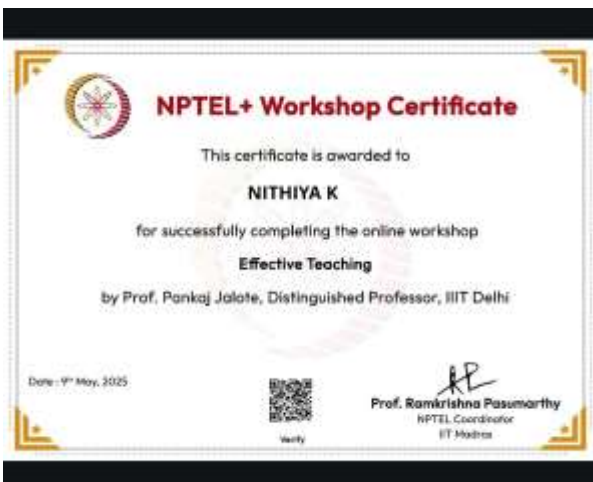 NPTEL+ Workshop Certificate
This certificate is awarded to
NITHIYA K
for successfully completing the online workshop
Effective Teaching
by Prof. Pankaj Jalote, Distinguished Professor, IIIT Delhi
Date : 9th May, 2025
Verify
Prof. Ramkrishna Pasumarthy
NPTEL Coordinator
IIT Madras